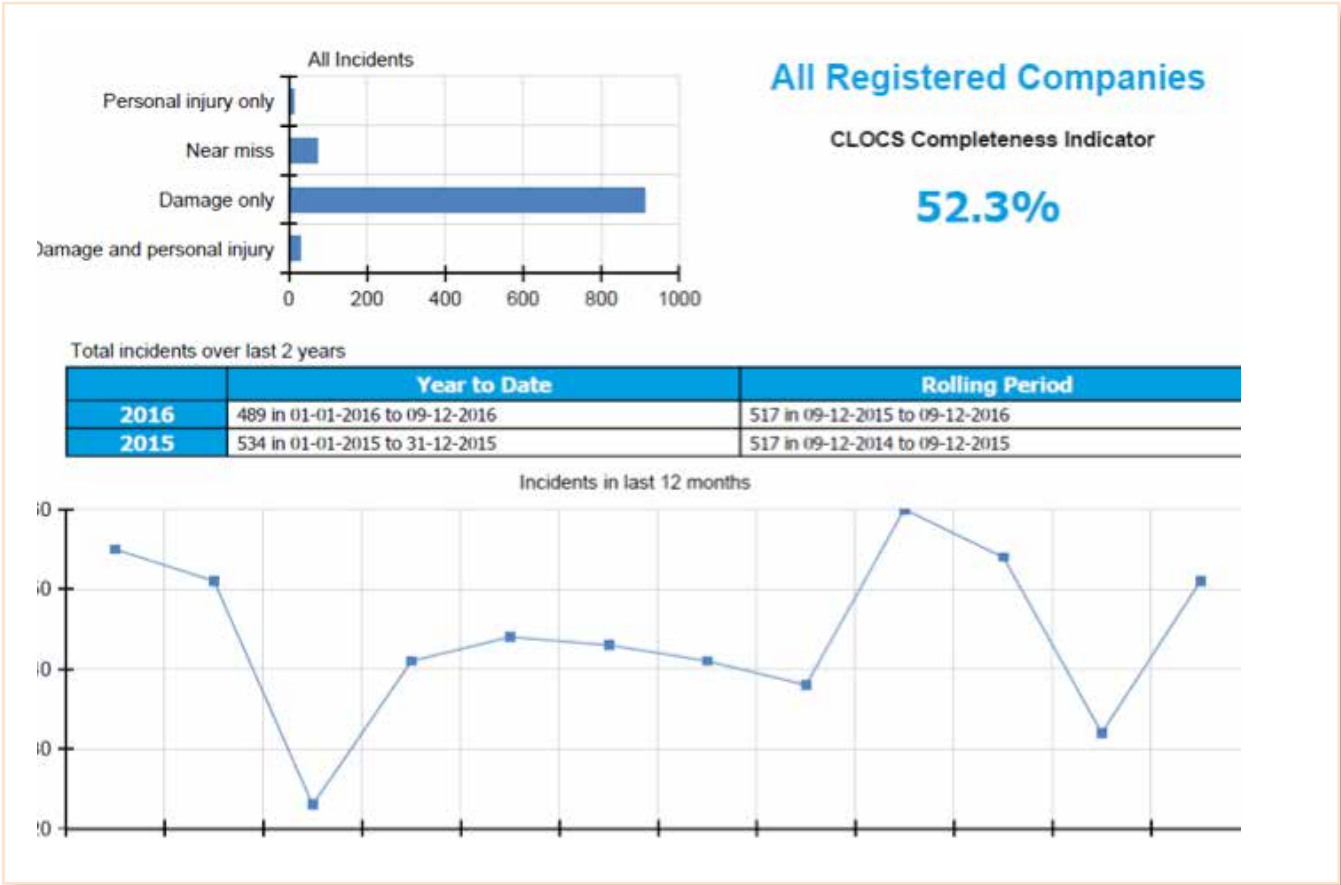 All Incidents
Personal injury only
Near miss
Damage only
Damage and personal injury
0 200 400 600 800 1000
All Registered Companies
CLOCS Completeness Indicator
52.3%
Total incidents over last 2 years
Year to Date Rolling Period
2016 489 in 01-01-2016 to 09-12-2016 517 in 09-12-2015 to 09-12-2016
2015 534 in 01-01-2015 to 31-12-2015 517 in 09-12-2014 to 09-12-2015
Incidents in last 12 months